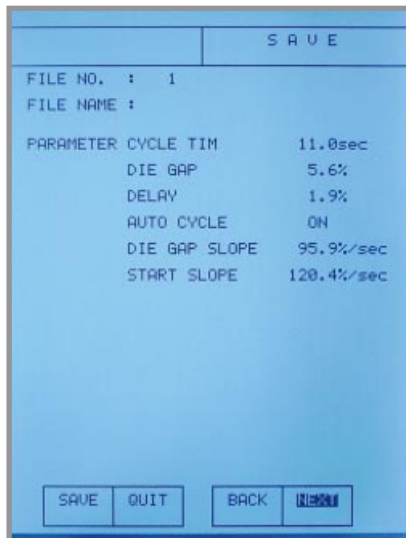 S A V E
FILE NO. : 1
FILE NAME :
PARAMETER CYCLE TIM 11.0sec
DIE GAP 5.6%
DELAY 1.9%
AUTO CYCLE ON
DIE GAP SLOPE 95.9%/sec
START SLOPE 120.4%/sec
SAVE QUIT BACK NEXT